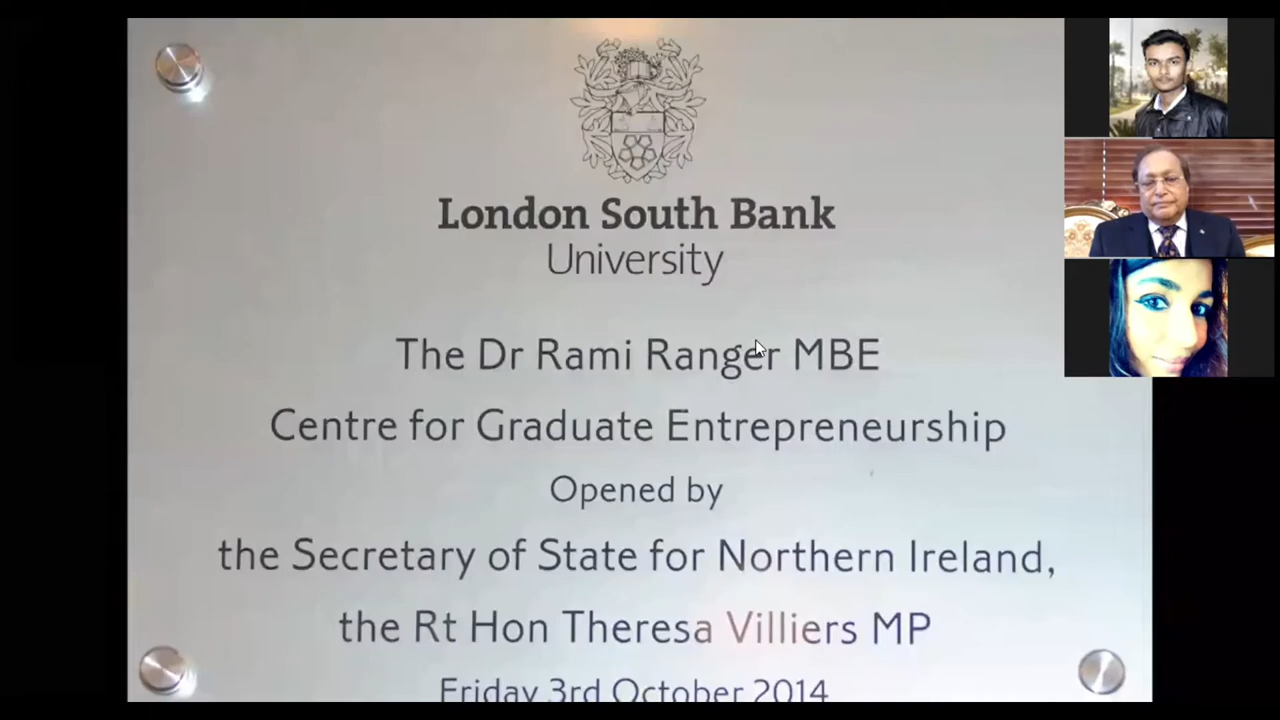 London South Bank
University
The Dr Rami Ranger MBE
Centre for Graduate Entrepreneurship
Opened by
the Secretary of State for Northern Ireland,
the Rt Hon Theresa Villiers MP
Friday 3rd October 2014